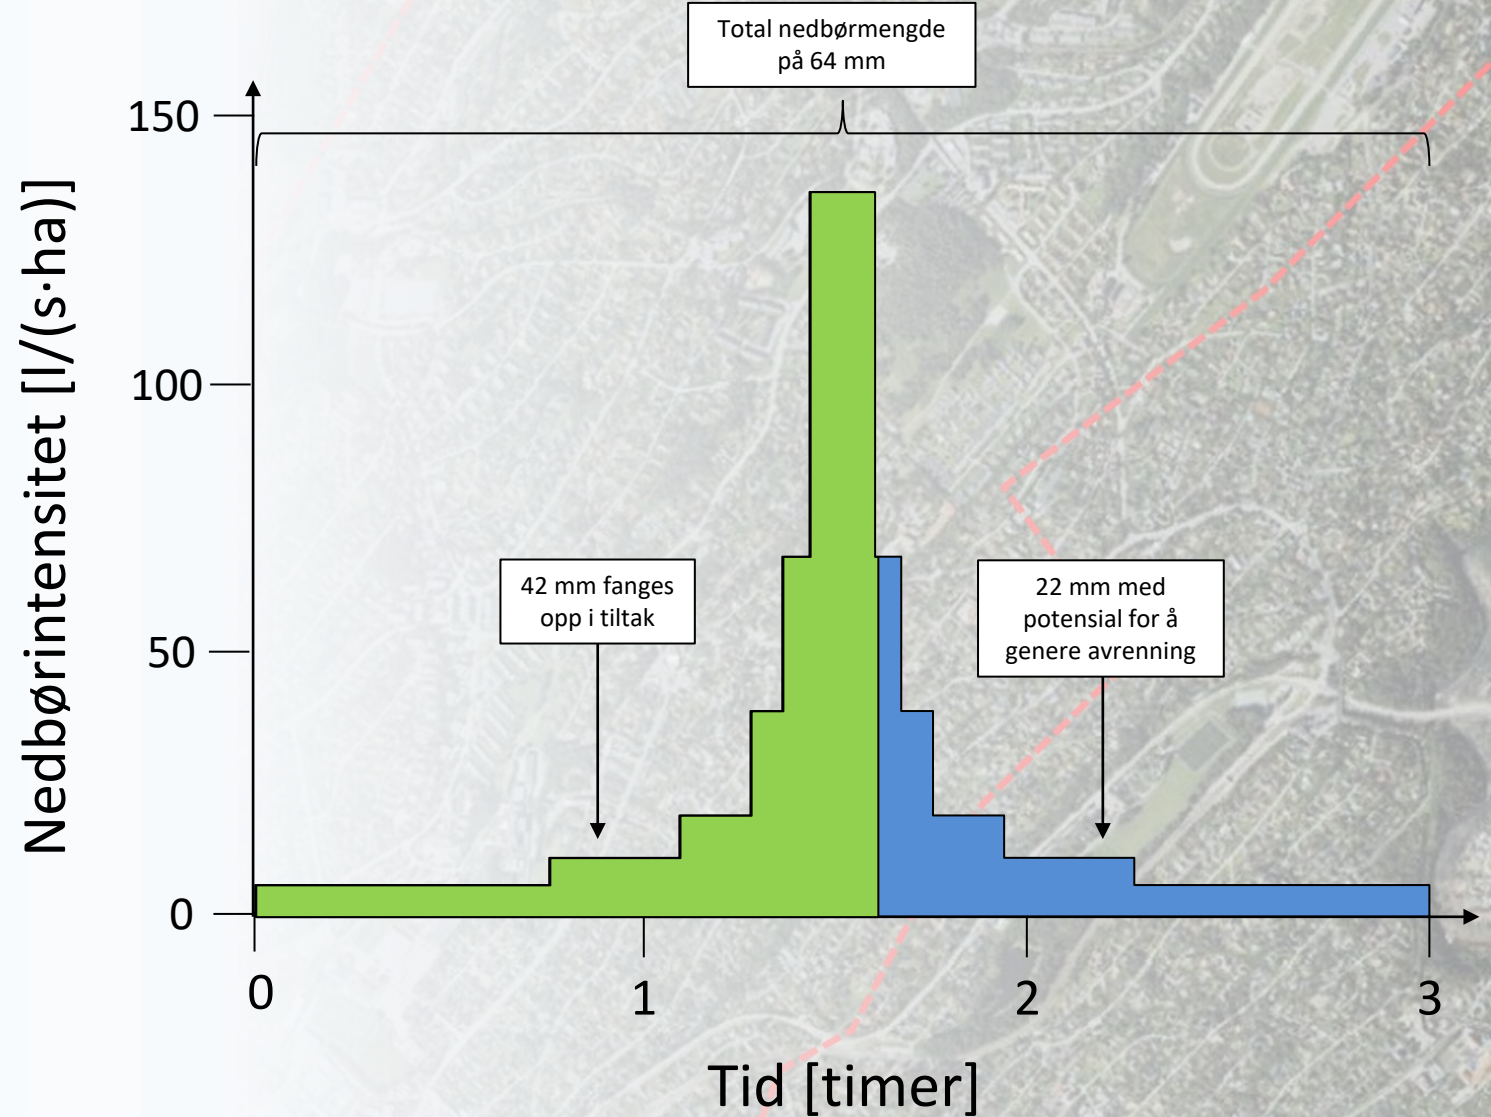 Total nedbørmengde
på 64 mm
150
100
50
0
Nedbørintensitet [l/(s·ha)]
42 mm fanges
opp i tiltak
22 mm med
potensial for å
genere avrenning
0
1
2
3
Tid [timer]